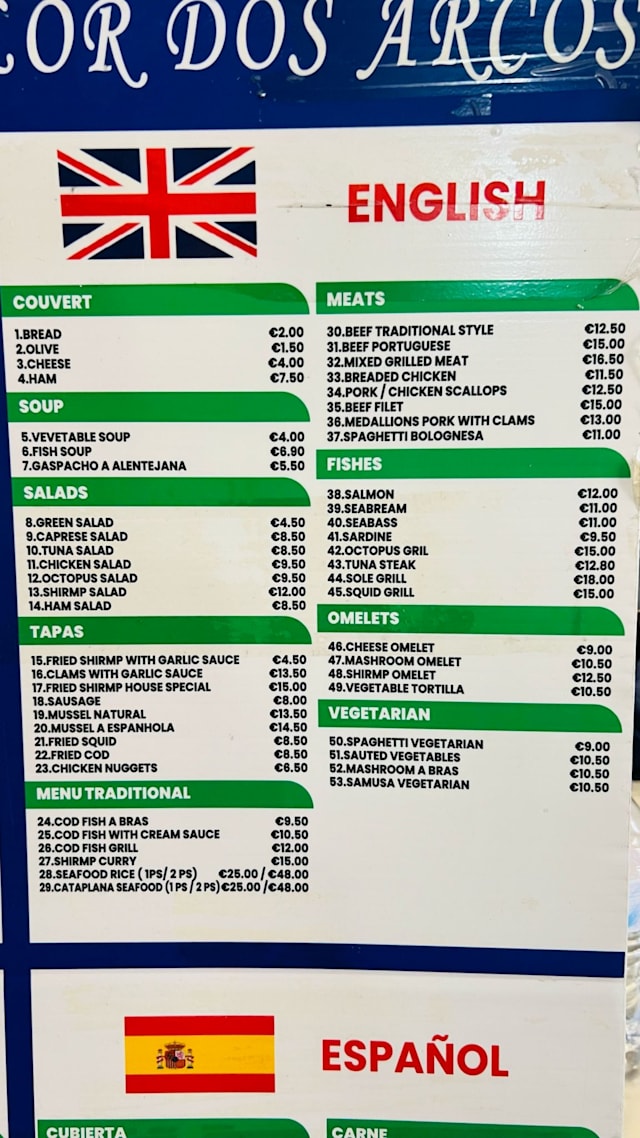 COR DOS ARCOS
ENGLISH
COUVERT
1.BREAD €2.00
2.OLIVE €1.50
3.CHEESE €4.00
4.HAM €7.50
SOUP
5.VEVETABLE SOUP €4.00
6.FISH SOUP €6.90
7.GASPACHO A ALENTEJANA €5.50
SALADS
8.GREEN SALAD €4.50
9.CAPRESE SALAD €8.50
10.TUNA SALAD €8.50
11.CHICKEN SALAD €9.50
12.OCTOPUS SALAD €9.50
13.SHIRMP SALAD €12.00
14.HAM SALAD €8.50
TAPAS
15.FRIED SHIRMP WITH GARLIC SAUCE €4.50
16.CLAMS WITH GARLIC SAUCE €13.50
17.FRIED SHIRMP HOUSE SPECIAL €15.00
18.SAUSAGE €8.00
19.MUSSEL NATURAL €13.50
20.MUSSEL A ESPANHOLA €14.50
21.FRIED SQUID €8.50
22.FRIED COD €8.50
23.CHICKEN NUGGETS €6.50
MENU TRADITIONAL
24.COD FISH A BRAS €9.50
25.COD FISH WITH CREAM SAUCE €10.50
26.COD FISH GRILL €12.00
27.SHIRMP CURRY €15.00
28.SEAFOOD RICE ( 1PS/ 2 PS) €25.00 / €48.00
29.CATAPLANA SEAFOOD (1 PS / 2 PS) €25.00 /€48.00
MEATS
30.BEEF TRADITIONAL STYLE €12.50
31.BEEF PORTUGUESE €15.00
32.MIXED GRILLED MEAT €16.50
33.BREADED CHICKEN €11.50
34.PORK / CHICKEN SCALLOPS €12.50
35.BEEF FILET €15.00
36.MEDALLIONS PORK WITH CLAMS €13.00
37.SPAGHETTI BOLOGNESA €11.00
FISHES
38.SALMON €12.00
39.SEABREAM €11.00
40.SEABASS €11.00
41.SARDINE €9.50
42.OCTOPUS GRIL €15.00
43.TUNA STEAK €12.80
44.SOLE GRILL €18.00
45.SQUID GRILL €15.00
OMELETS
46.CHEESE OMELET €9.00
47.MASHROOM OMELET €10.50
48.SHIRMP OMELET €12.50
49.VEGETABLE TORTILLA €10.50
VEGETARIAN
50.SPAGHETTI VEGETARIAN €9.00
51.SAUTED VEGETABLES €10.50
52.MASHROOM A BRAS €10.50
53.SAMUSA VEGETARIAN €10.50
ESPAÑOL
CUBIERTA
CARNE